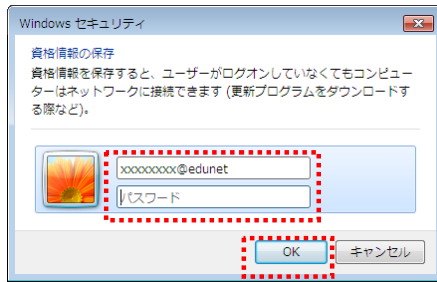 Windows セキュリティ
資格情報の保存
資格情報を保存すると、ユーザーがログオンしていなくてもコンピュー
ターはネットワークに接続できます (更新プログラムをダウンロードす
る際など)。
xxxxxxxx@edunet
パスワード
OK
キャンセル